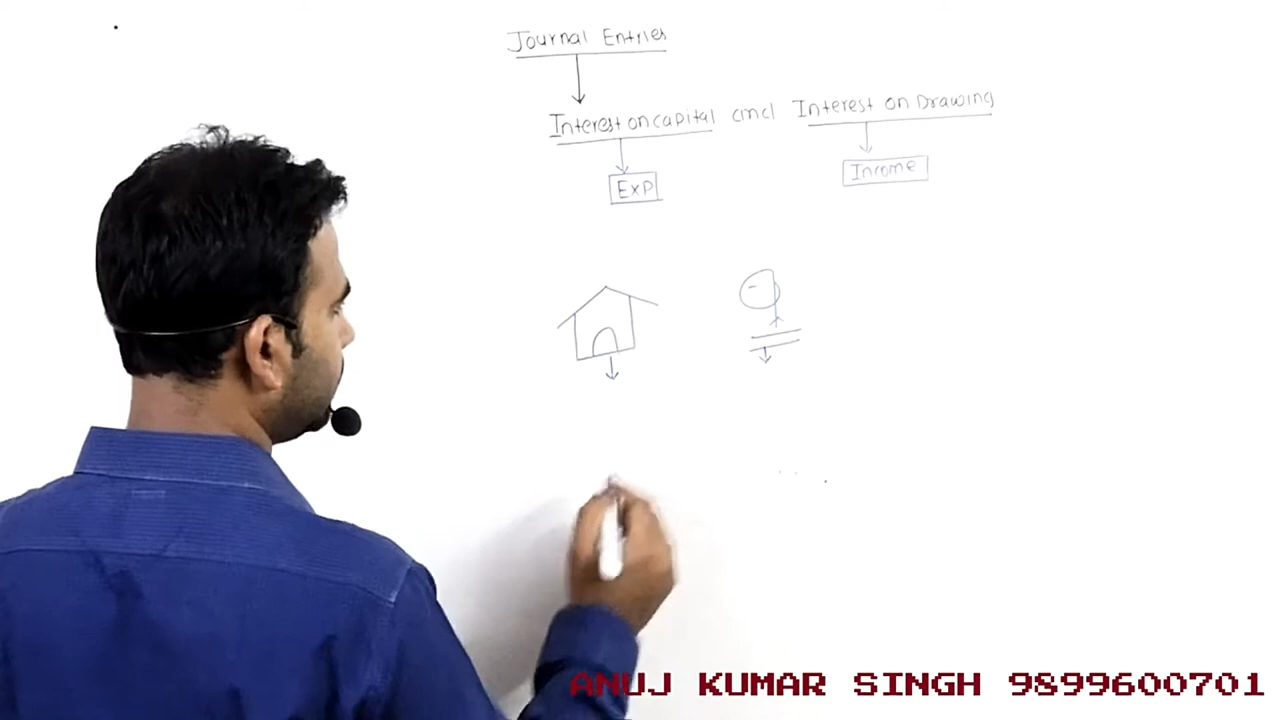 Journal Entries
Interest on capital and Interest on Drawing
Exp
Income
ANUJ KUMAR SINGH 9899600701